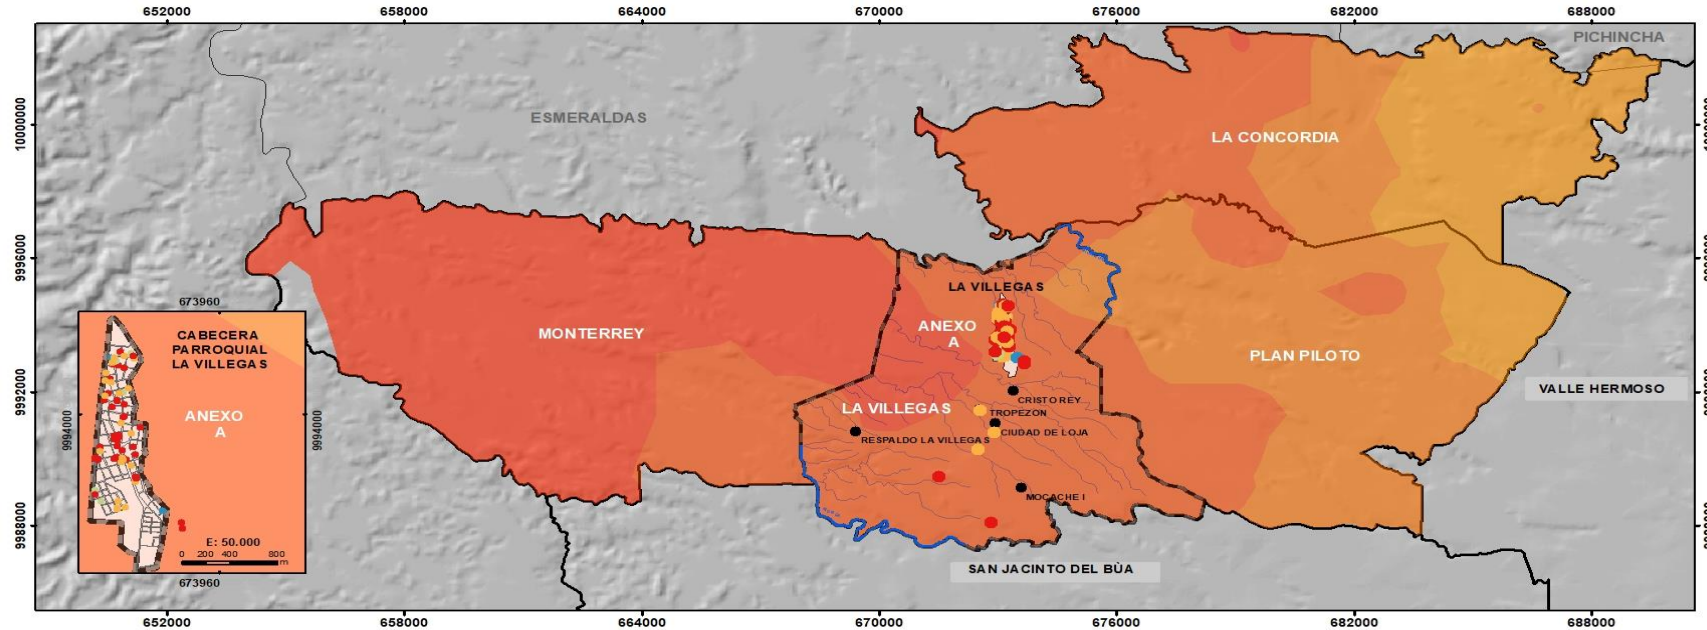 652000 658000 664000 670000 676000 682000 688000
PICHINCHA
ESMERALDAS
1000000
LA CONCORDIA
9996000
LA VILLEGAS
673960
CABECERA
PARROQUIAL
LA VILLEGAS
MONTERREY
ANEXO
A
PLAN PILOTO
9992000
VALLE HERMOSO
CRISTO REY
LA VILLEGAS
TROPEZON
ANEXO
A
9994000
9994000
CIUDAD DE LOJA
RESPALDO LA VILLEGAS
MOCACHE I
9988000
E: 50.000
0 200 400 800
m
SAN JACINTO DEL BÙA
673960
652000 658000 664000 670000 676000 682000 688000